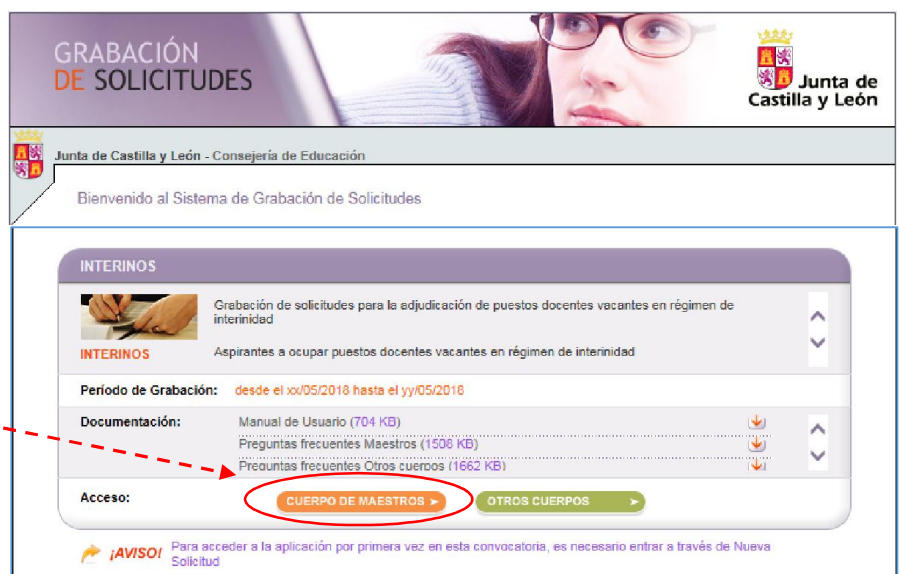 GRABACIÓN
DE SOLICITUDES
Junta de
Castilla y León
Junta de Castilla y León - Consejería de Educación
Bienvenido al Sistema de Grabación de Solicitudes
INTERINOS
Grabación de solicitudes para la adjudicación de puestos docentes vacantes en régimen de
interinidad
INTERINOS
Aspirantes a ocupar puestos docentes vacantes en régimen de interinidad
Período de Grabación: desde el xx/05/2018 hasta el yy/05/2018
Documentación: Manual de Usuario (704 KB)
Preguntas frecuentes Maestros (1508 KB)
Preguntas frecuentes Otros cuerpos (1662 KB)
Acceso: CUERPO DE MAESTROS ➤ OTROS CUERPOS ➤
¡AVISO! Para acceder a la aplicación por primera vez en esta convocatoria, es necesario entrar a través de Nueva
Solicitud